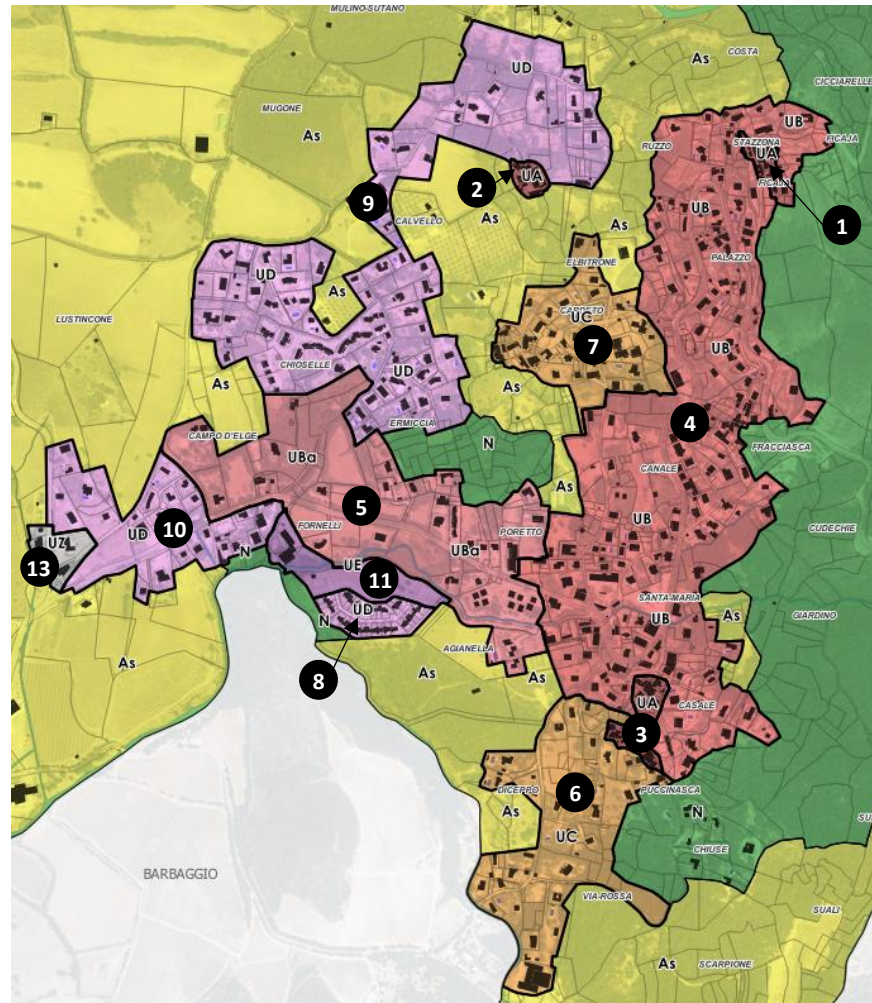 MULINO-SUTANO
UD
As
COSTA
CICCIARELLE
MUGONE
As
RUZZO
STAZZONA
UB
FICAJA
UA
FICAJA
2
UA
9
CALVELLO
As
UB
1
As
ELBITRONE
PALAZZO
UD
As
LUSTINCONE
CARDETO
UC
7
UB
CHIOSELLE
UD
As
As
ERMICCIA
4
CAMPO D'ELGE
N
FRACCIASCA
UBa
CANALE
As
5
UB
UD
10
FORNELLI
PORETTO
CUDECHIE
UZ
UBa
13
N
UE
11
SANTA-MARIA
UD
As
GIARDINO
N
UB
As
AGIANELLA
As
8
As
UA
CASALE
3
DICEPPO
6
PUCCINASCA
As
N
UC
CHIUSE
BARBAGGIO
VIA-ROSSA
SUALI
As
SCARPIONE